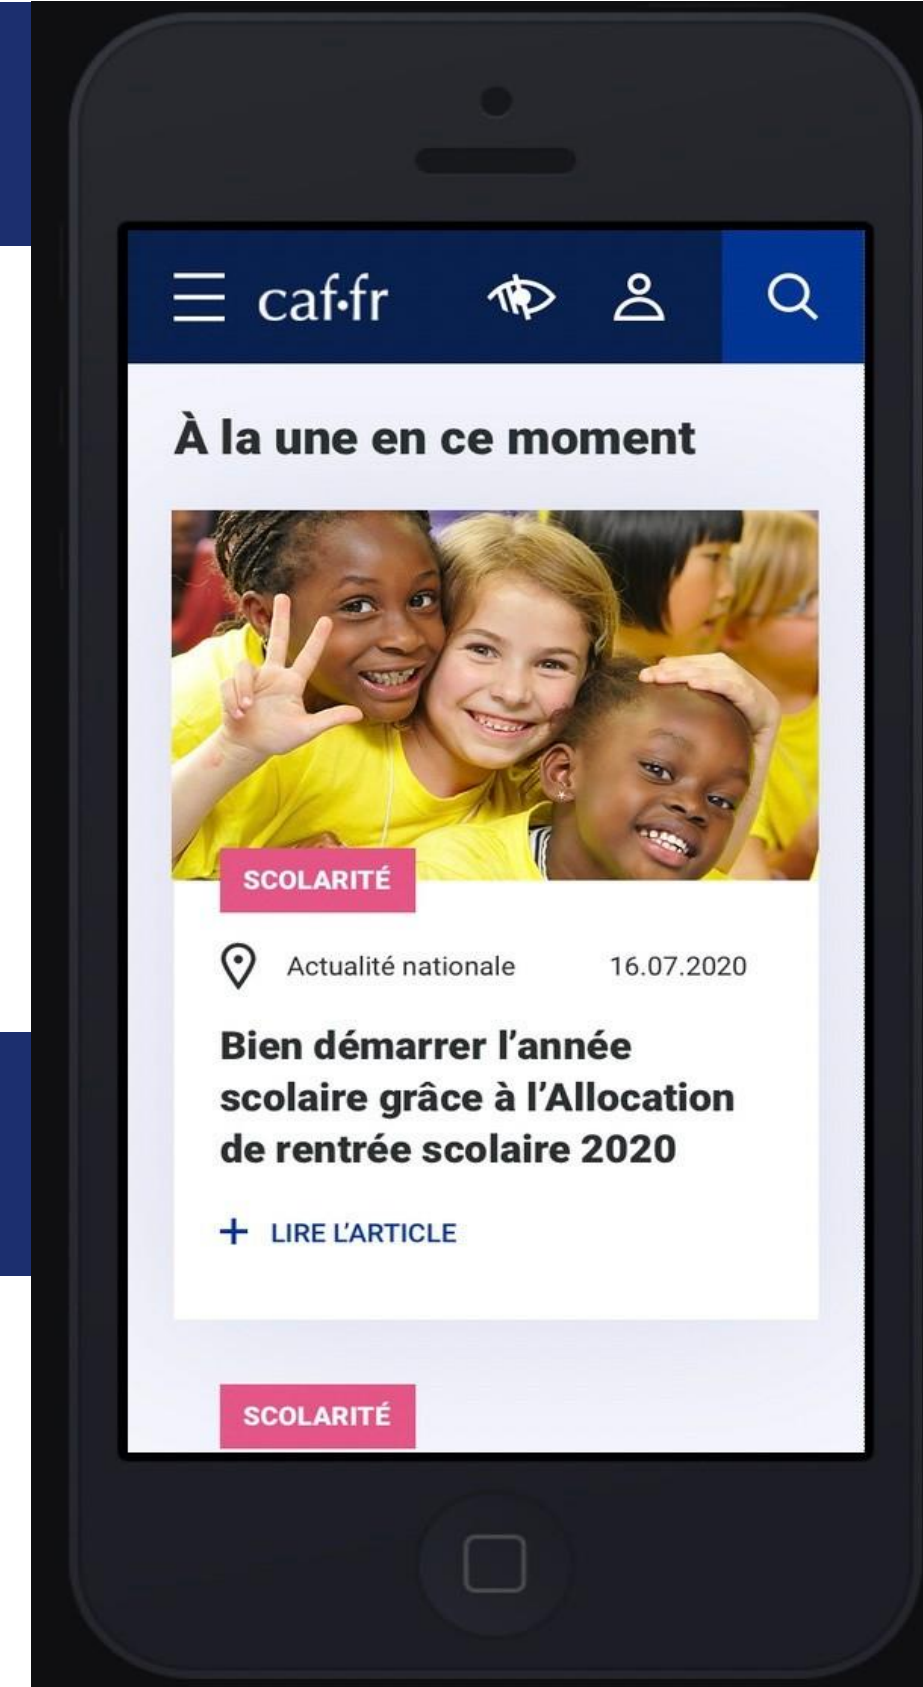 caf·fr
À la une en ce moment
SCOLARITÉ
Actualité nationale 16.07.2020
Bien démarrer l’année
scolaire grâce à l’Allocation
de rentrée scolaire 2020
+ LIRE L’ARTICLE
SCOLARITÉ